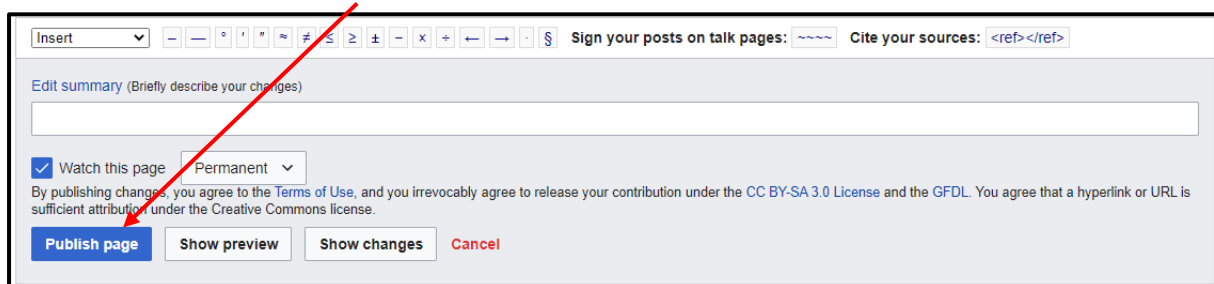 Insert – — ° ′ ″ ≈ ≠ ≤ ≥ ± − × ÷ ← → · § Sign your posts on talk pages: ~~~~ Cite your sources: <ref></ref>
Edit summary (Briefly describe your changes)
Watch this page Permanent
By publishing changes, you agree to the Terms of Use, and you irrevocably agree to release your contribution under the CC BY-SA 3.0 License and the GFDL. You agree that a hyperlink or URL is
sufficient attribution under the Creative Commons license.
Publish page Show preview Show changes Cancel